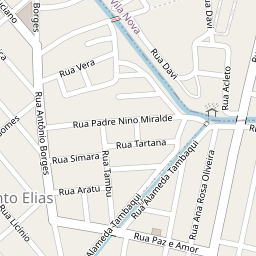 Luciano
Borges
Vila Nova
Rua Davi
Rua Vera
Rua Davi
Rua Arleto
Rua Padre Nino Miralde
Rua Antônio Borges
Rua Tartana
Rua Simara
Rua Tambu
Rua Aratu
nto Elias
Rua Ana Rosa Oliveira
Alameda Tambaqui
Rua Alameda Tambaqui
Rua Licínio
Rua Paz e Amor